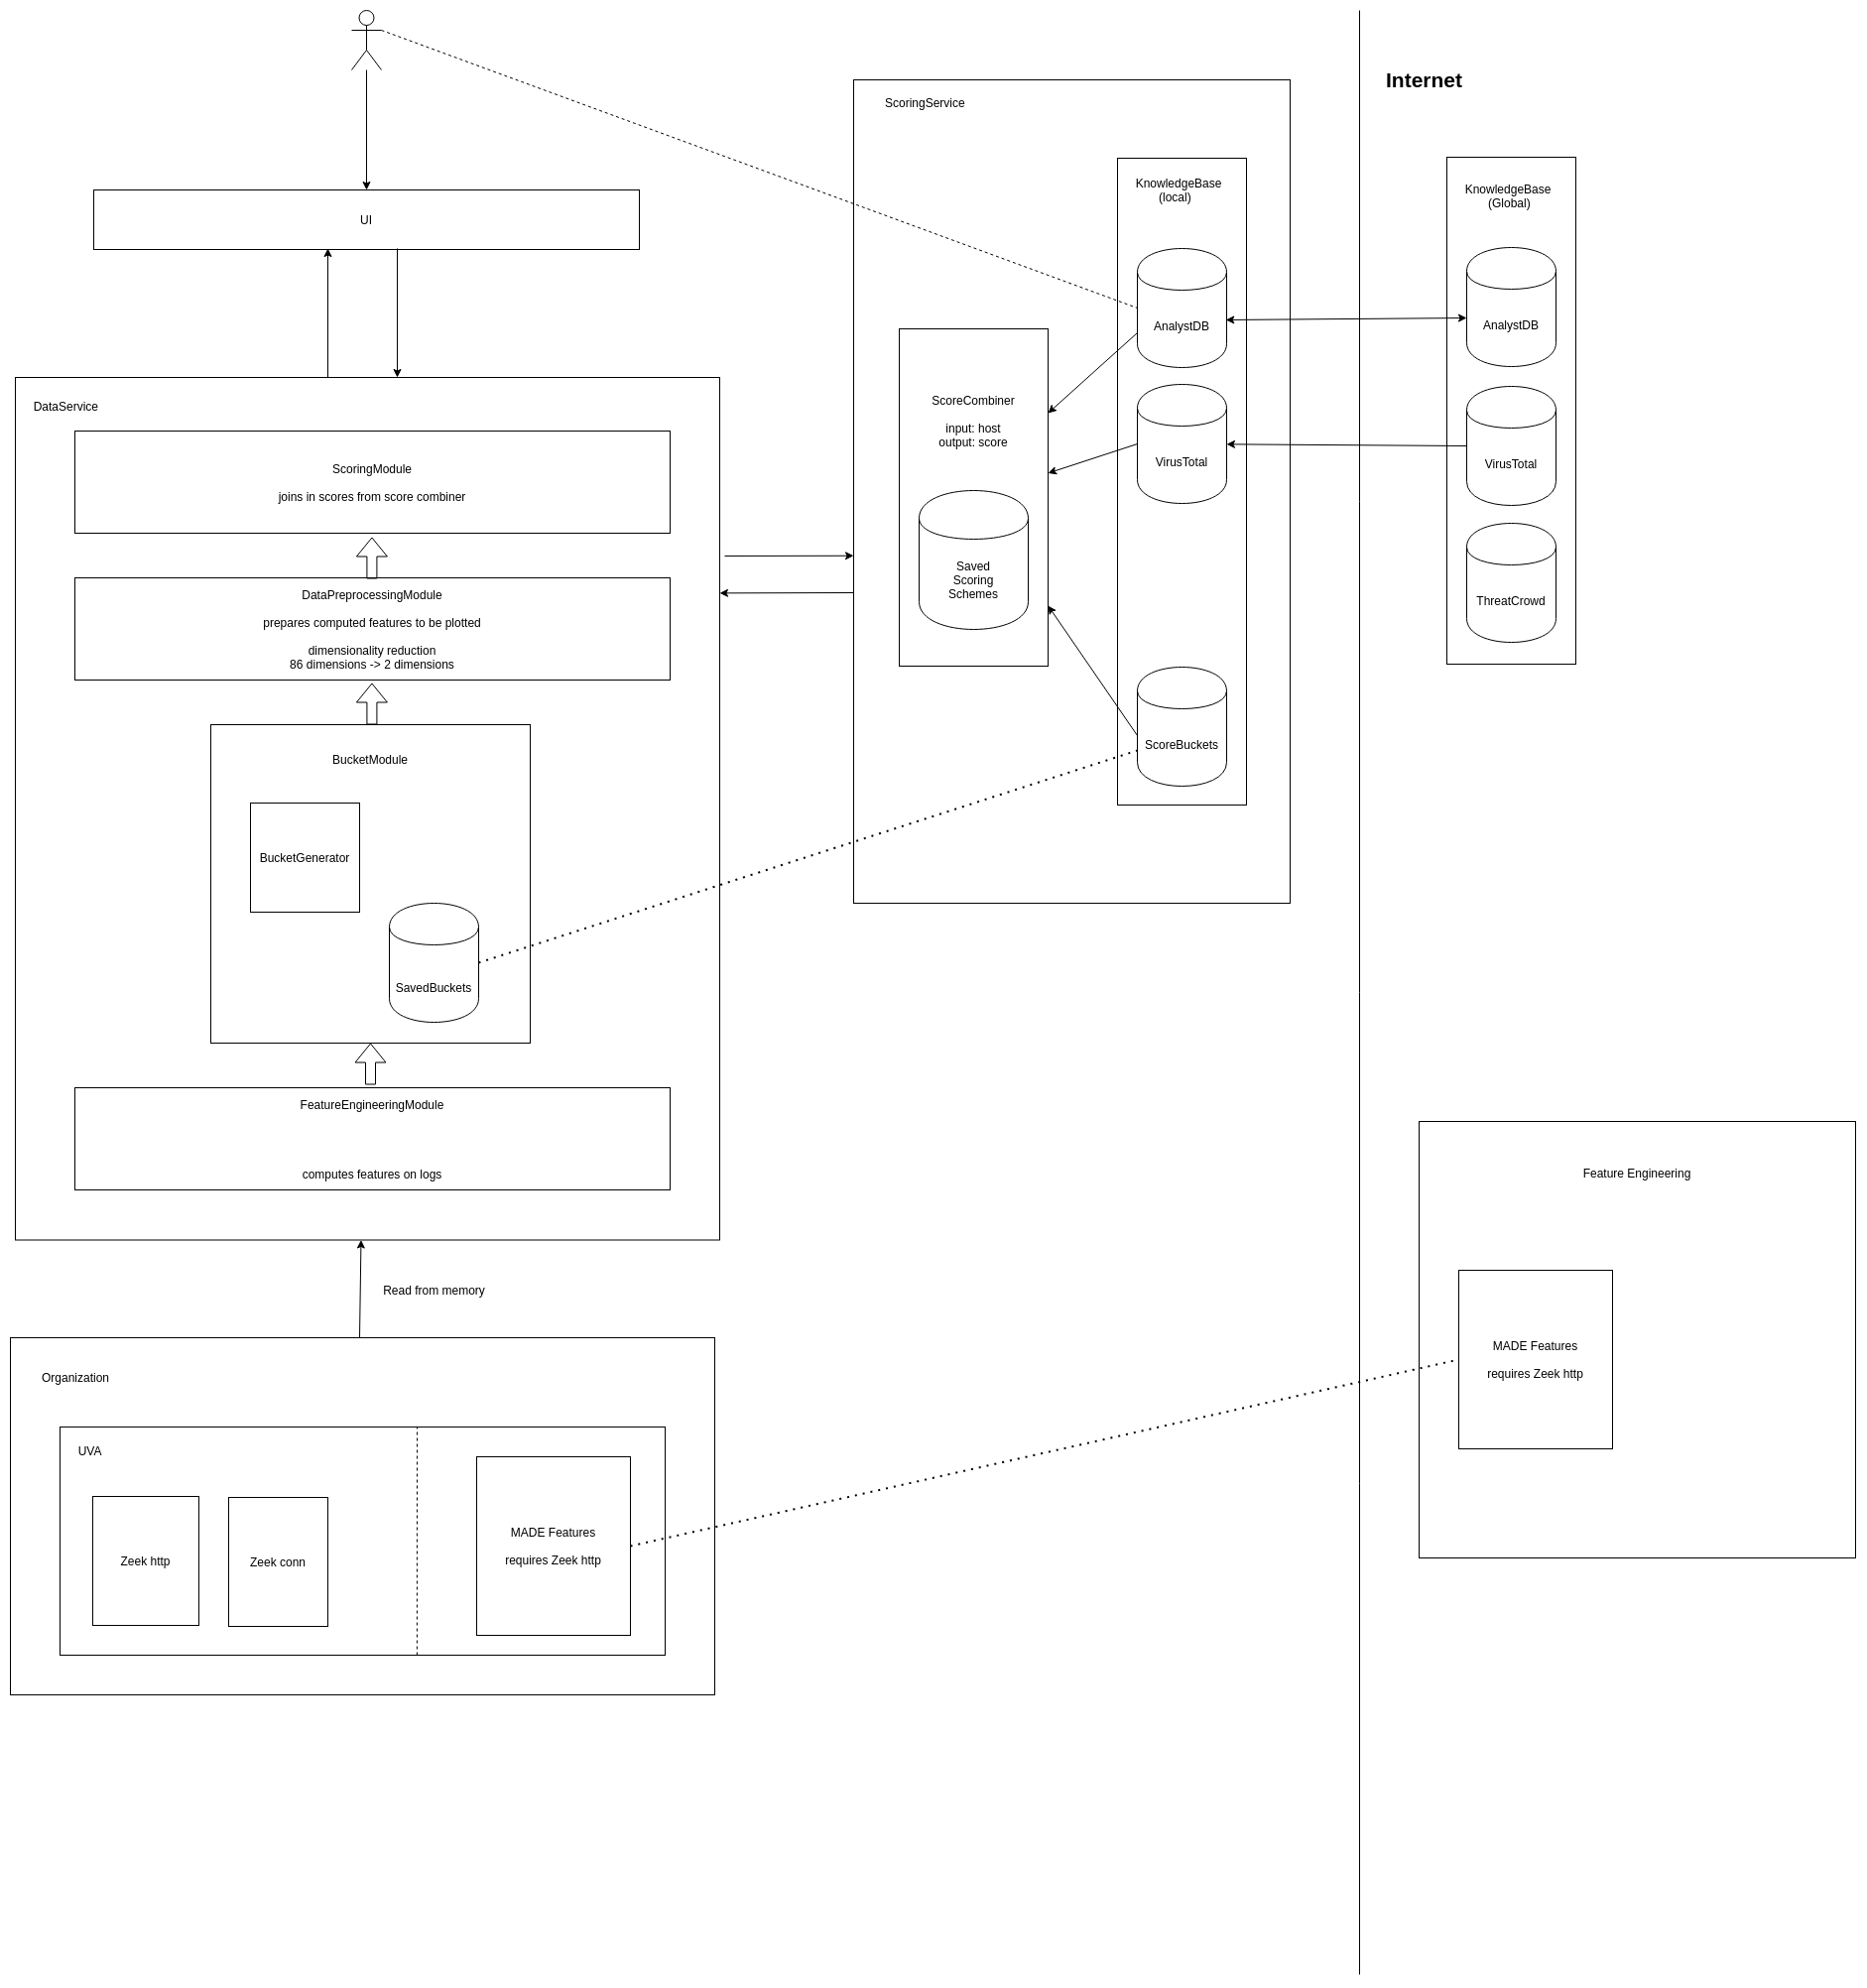 Internet
ScoringService
KnowledgeBase
(local)
KnowledgeBase
(Global)
UI
AnalystDB
AnalystDB
DataService
ScoreCombiner
input: host
output: score
ScoringModule
joins in scores from score combiner
VirusTotal
VirusTotal
Saved
Scoring
Schemes
ThreatCrowd
DataPreprocessingModule
prepares computed features to be plotted
dimensionality reduction
86 dimensions -> 2 dimensions
ScoreBuckets
BucketModule
BucketGenerator
SavedBuckets
FeatureEngineeringModule
computes features on logs
Feature Engineering
Read from memory
MADE Features
requires Zeek http
Organization
UVA
Zeek http
Zeek conn
MADE Features
requires Zeek http